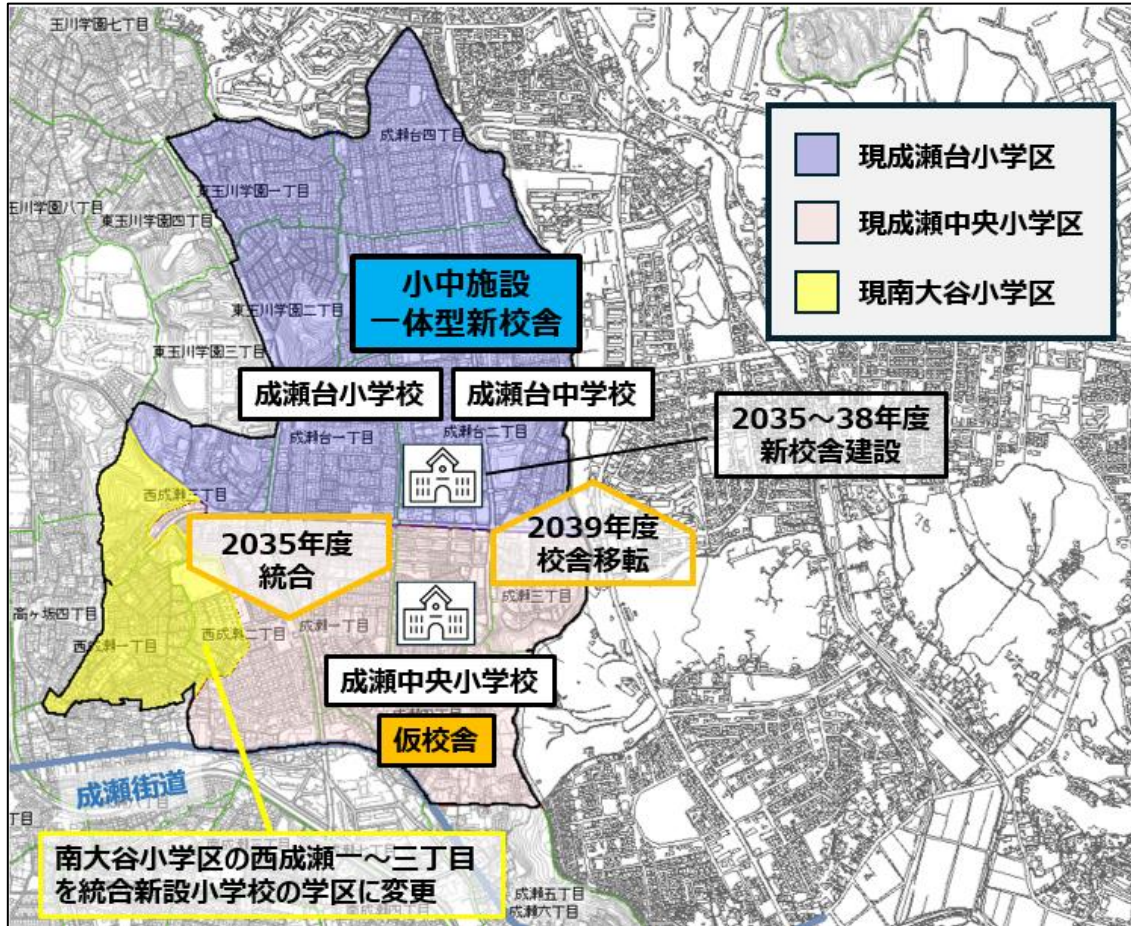 玉川学園七丁目
成瀬台四丁目
東玉川学園一丁目
玉川学園八丁目
東玉川学園四丁目
現成瀬台小学区
現成瀬中央小学区
現南大谷小学区
小中施設
一体型新校舎
東玉川学園二丁目
東玉川学園三丁目
成瀬台小学校
成瀬台中学校
成瀬台一丁目
成瀬台二丁目
2035~38年度
新校舎建設
西成瀬三丁目
2035年度
統合
2039年度
校舎移転
成瀬三丁目
高ヶ坂四丁目
西成瀬一丁目
西成瀬二丁目
成瀬一丁目
成瀬中央小学校
仮校舎
成瀬街道
丁目
南大谷小学区の西成瀬一~三丁目
を統合新設小学校の学区に変更
成瀬五丁目
成瀬六丁目